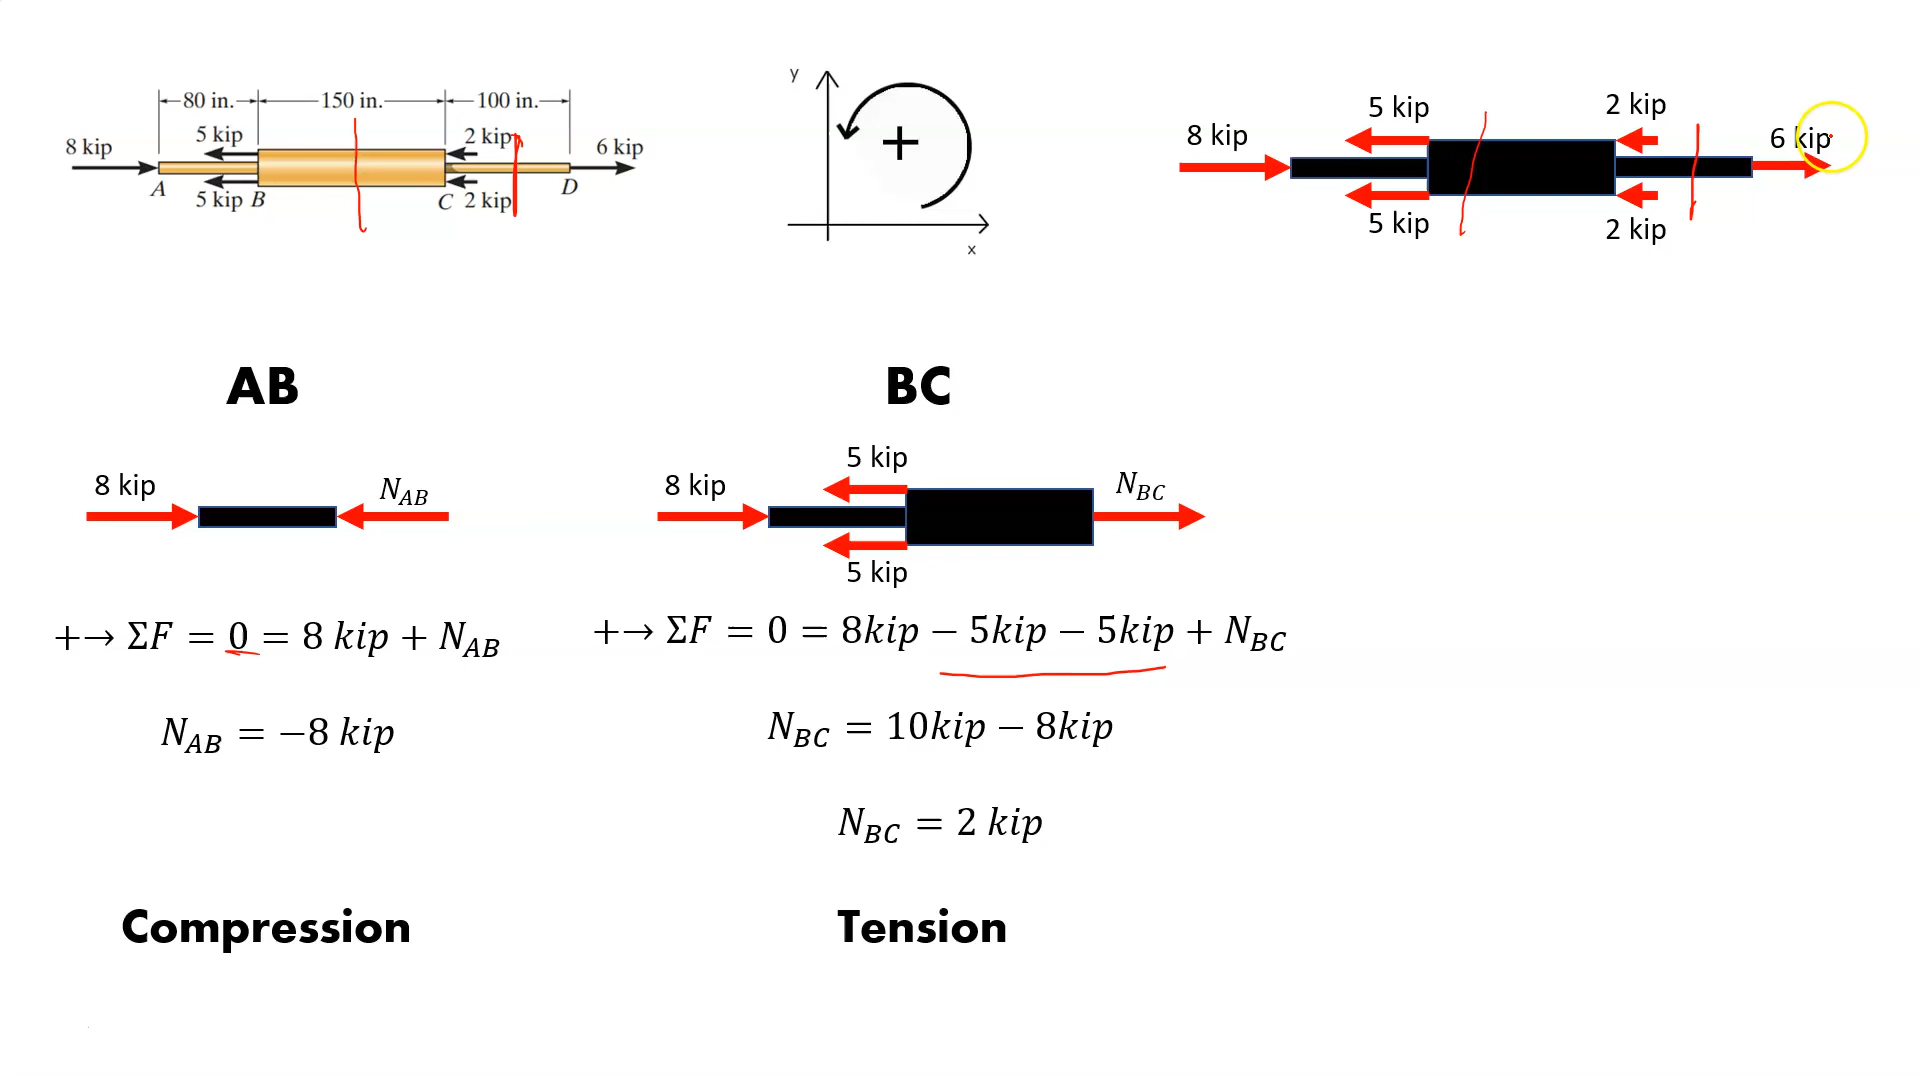 80 in. 150 in. 100 in.
8 kip 5 kip 2 kip 6 kip
A 5 kip B C 2 kip D
y
+
x
5 kip 2 kip
8 kip 6 kip
5 kip 2 kip
AB
8 kip N_AB
+→ ΣF = 0 = 8 kip + N_AB
N_AB = −8 kip
Compression
BC
5 kip
8 kip N_BC
5 kip
+→ ΣF = 0 = 8kip − 5kip − 5kip + N_BC
N_BC = 10kip − 8kip
N_BC = 2 kip
Tension